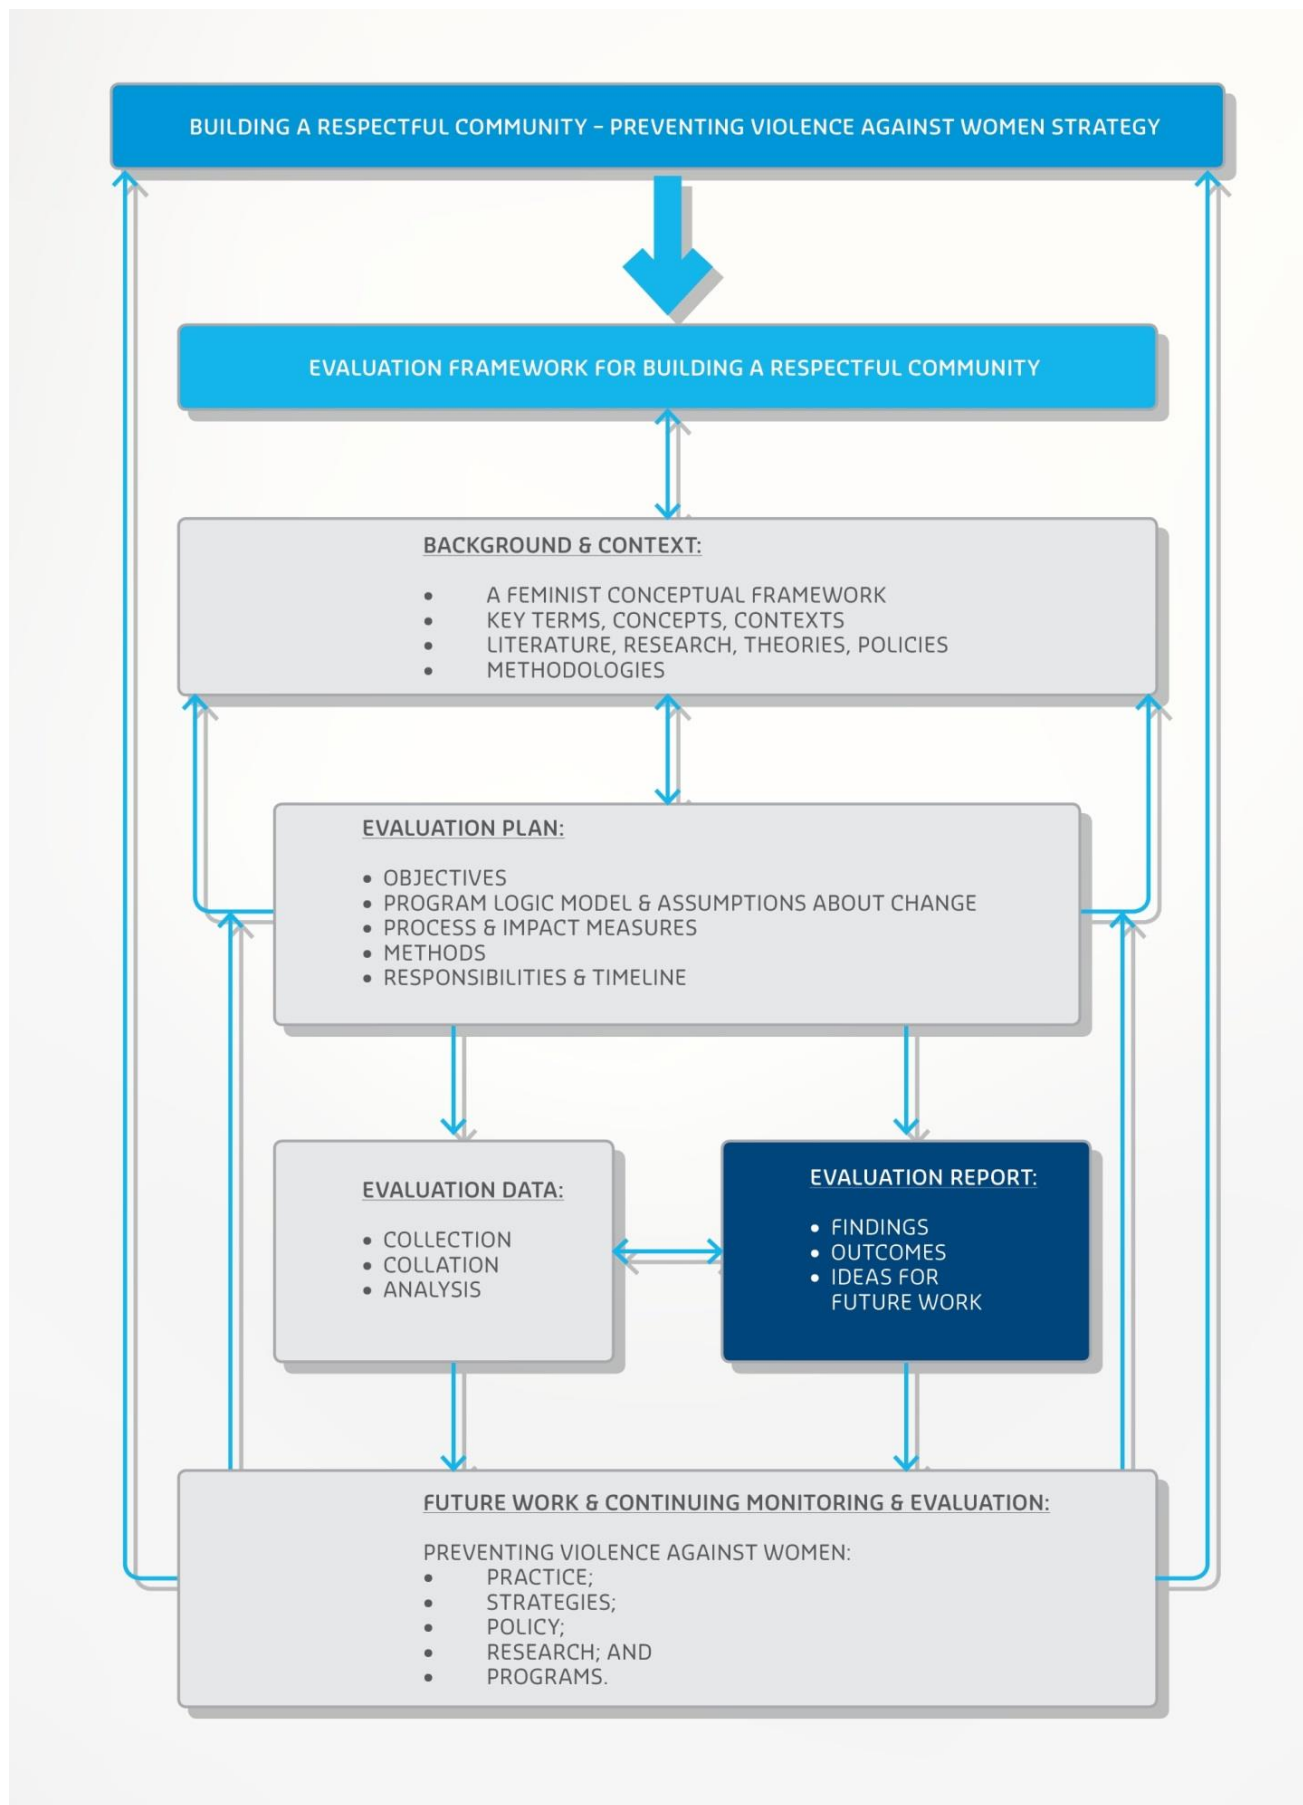 BUILDING A RESPECTFUL COMMUNITY – PREVENTING VIOLENCE AGAINST WOMEN STRATEGY
EVALUATION FRAMEWORK FOR BUILDING A RESPECTFUL COMMUNITY
BACKGROUND & CONTEXT:
• A FEMINIST CONCEPTUAL FRAMEWORK
• KEY TERMS, CONCEPTS, CONTEXTS
• LITERATURE, RESEARCH, THEORIES, POLICIES
• METHODOLOGIES
EVALUATION PLAN:
• OBJECTIVES
• PROGRAM LOGIC MODEL & ASSUMPTIONS ABOUT CHANGE
• PROCESS & IMPACT MEASURES
• METHODS
• RESPONSIBILITIES & TIMELINE
EVALUATION DATA:
• COLLECTION
• COLLATION
• ANALYSIS
EVALUATION REPORT:
• FINDINGS
• OUTCOMES
• IDEAS FOR
FUTURE WORK
FUTURE WORK & CONTINUING MONITORING & EVALUATION:
PREVENTING VIOLENCE AGAINST WOMEN:
• PRACTICE;
• STRATEGIES;
• POLICY;
• RESEARCH; AND
• PROGRAMS.